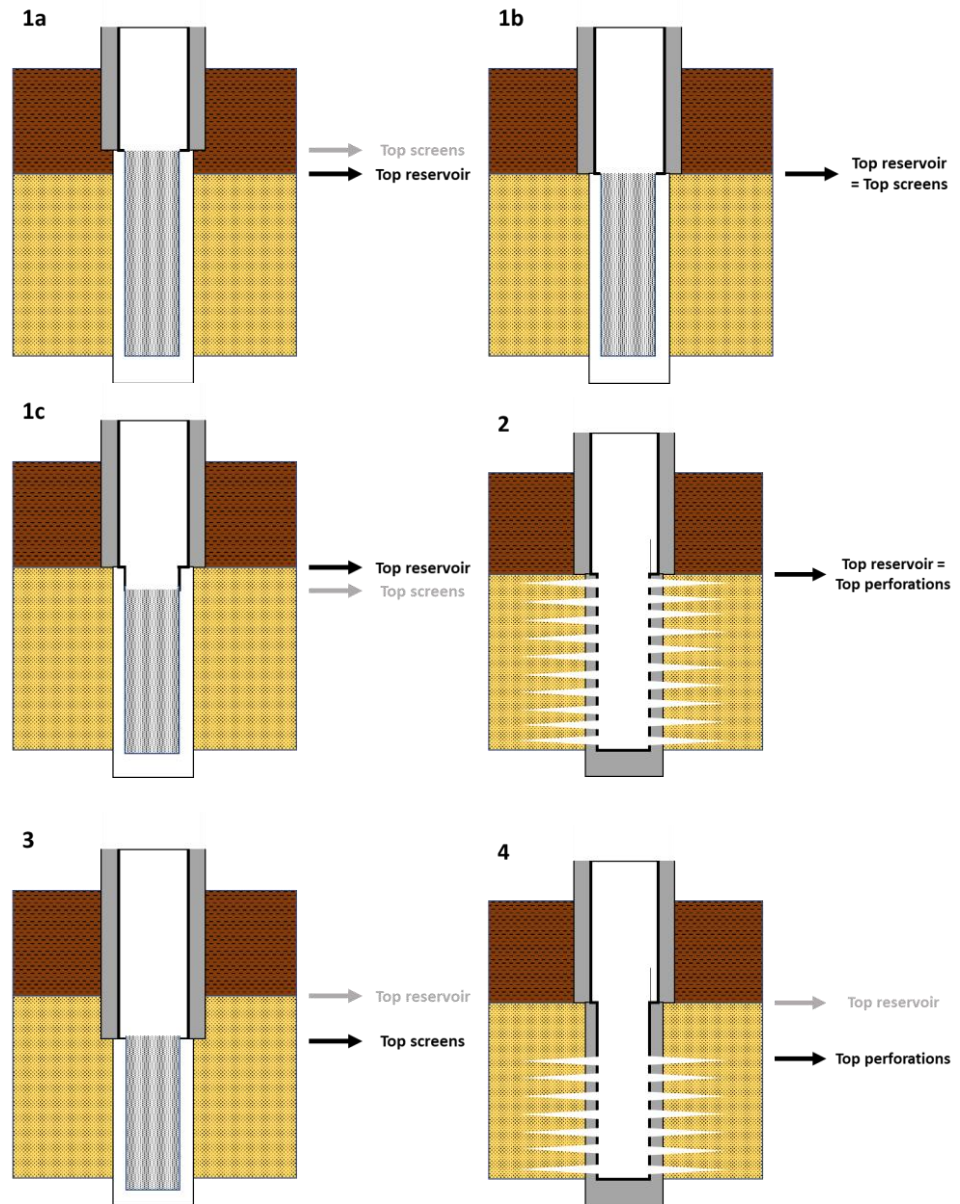 1a
Top screens
Top reservoir
1b
Top reservoir
= Top screens
1c
Top reservoir
Top screens
2
Top reservoir =
Top perforations
3
Top reservoir
Top screens
4
Top reservoir
Top perforations